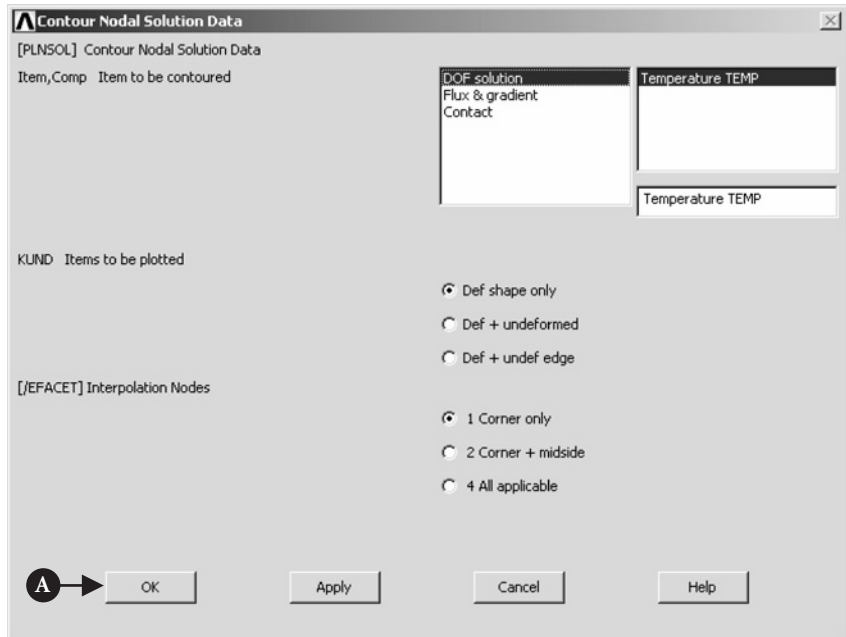 Contour Nodal Solution Data
[PLNSOL] Contour Nodal Solution Data
Item,Comp Item to be contoured
DOF solution
Flux & gradient
Contact
Temperature TEMP
Temperature TEMP
KUND Items to be plotted
Def shape only
Def + undeformed
Def + undef edge
[/EFACET] Interpolation Nodes
1 Corner only
2 Corner + midside
4 All applicable
A
OK Apply Cancel Help